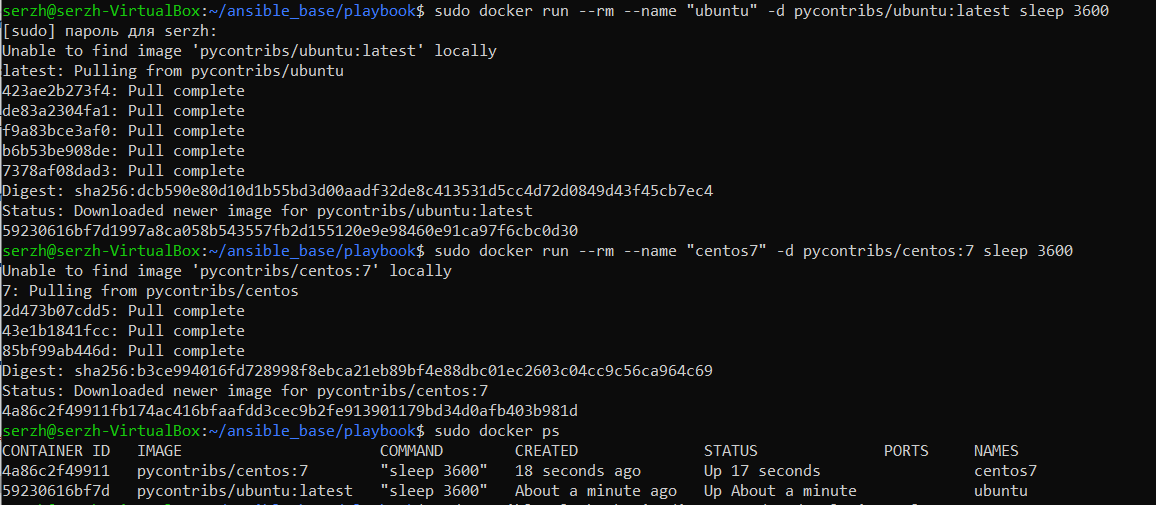 serzh@serzh-VirtualBox:~/ansible_base/playbook$ sudo docker run --rm --name "ubuntu" -d pycontribs/ubuntu:latest sleep 3600
[sudo] пароль для serzh:
Unable to find image 'pycontribs/ubuntu:latest' locally
latest: Pulling from pycontribs/ubuntu
423ae2b273f4: Pull complete
de83a2304fa1: Pull complete
f9a83bce3af0: Pull complete
b6b53be908de: Pull complete
7378af08dad3: Pull complete
Digest: sha256:dcb590e80d10d1b55bd3d00aadf32de8c413531d5cc4d72d0849d43f45cb7ec4
Status: Downloaded newer image for pycontribs/ubuntu:latest
59230616bf7d1997a8ca058b543557fb2d155120e9e98460e91ca97f6cbc0d30
serzh@serzh-VirtualBox:~/ansible_base/playbook$ sudo docker run --rm --name "centos7" -d pycontribs/centos:7 sleep 3600
Unable to find image 'pycontribs/centos:7' locally
7: Pulling from pycontribs/centos
2d473b07cdd5: Pull complete
43e1b1841fcc: Pull complete
85bf99ab446d: Pull complete
Digest: sha256:b3ce994016fd728998f8ebca21eb89bf4e88dbc01ec2603c04cc9c56ca964c69
Status: Downloaded newer image for pycontribs/centos:7
4a86c2f49911fb174ac416bfaafdd3cec9b2fe913901179bd34d0afb403b981d
serzh@serzh-VirtualBox:~/ansible_base/playbook$ sudo docker ps
CONTAINER ID IMAGE COMMAND CREATED STATUS PORTS NAMES
4a86c2f49911 pycontribs/centos:7 "sleep 3600" 18 seconds ago Up 17 seconds centos7
59230616bf7d pycontribs/ubuntu:latest "sleep 3600" About a minute ago Up About a minute ubuntu